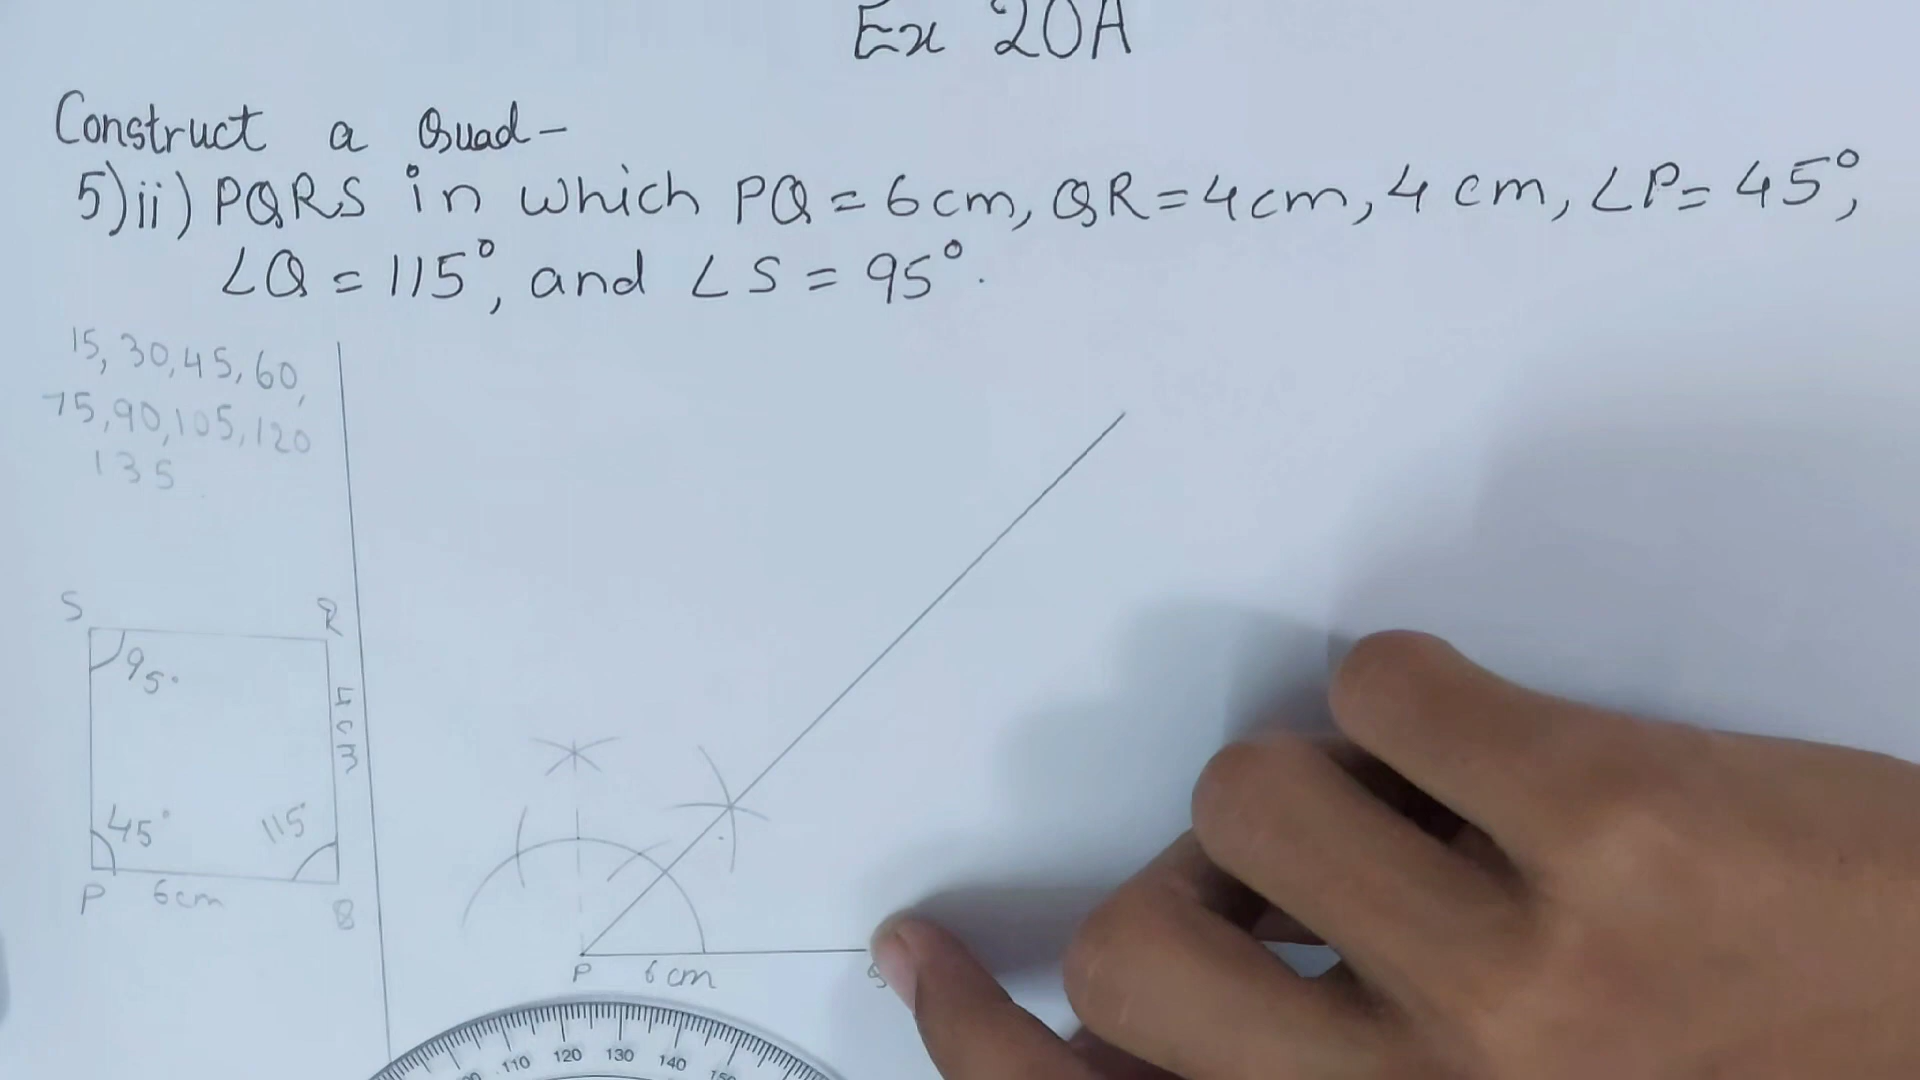 Ex 20A
Construct a Quad-
5)ii) PQRS in which PQ = 6cm, QR = 4cm, 4 cm, ∠P = 45°,
∠Q = 115°, and ∠S = 95°.
15, 30, 45, 60,
75, 90, 105, 120
135
S R
95°
4cm
45° 115°
P 6cm Q
P 6cm Q
110 120 130 140